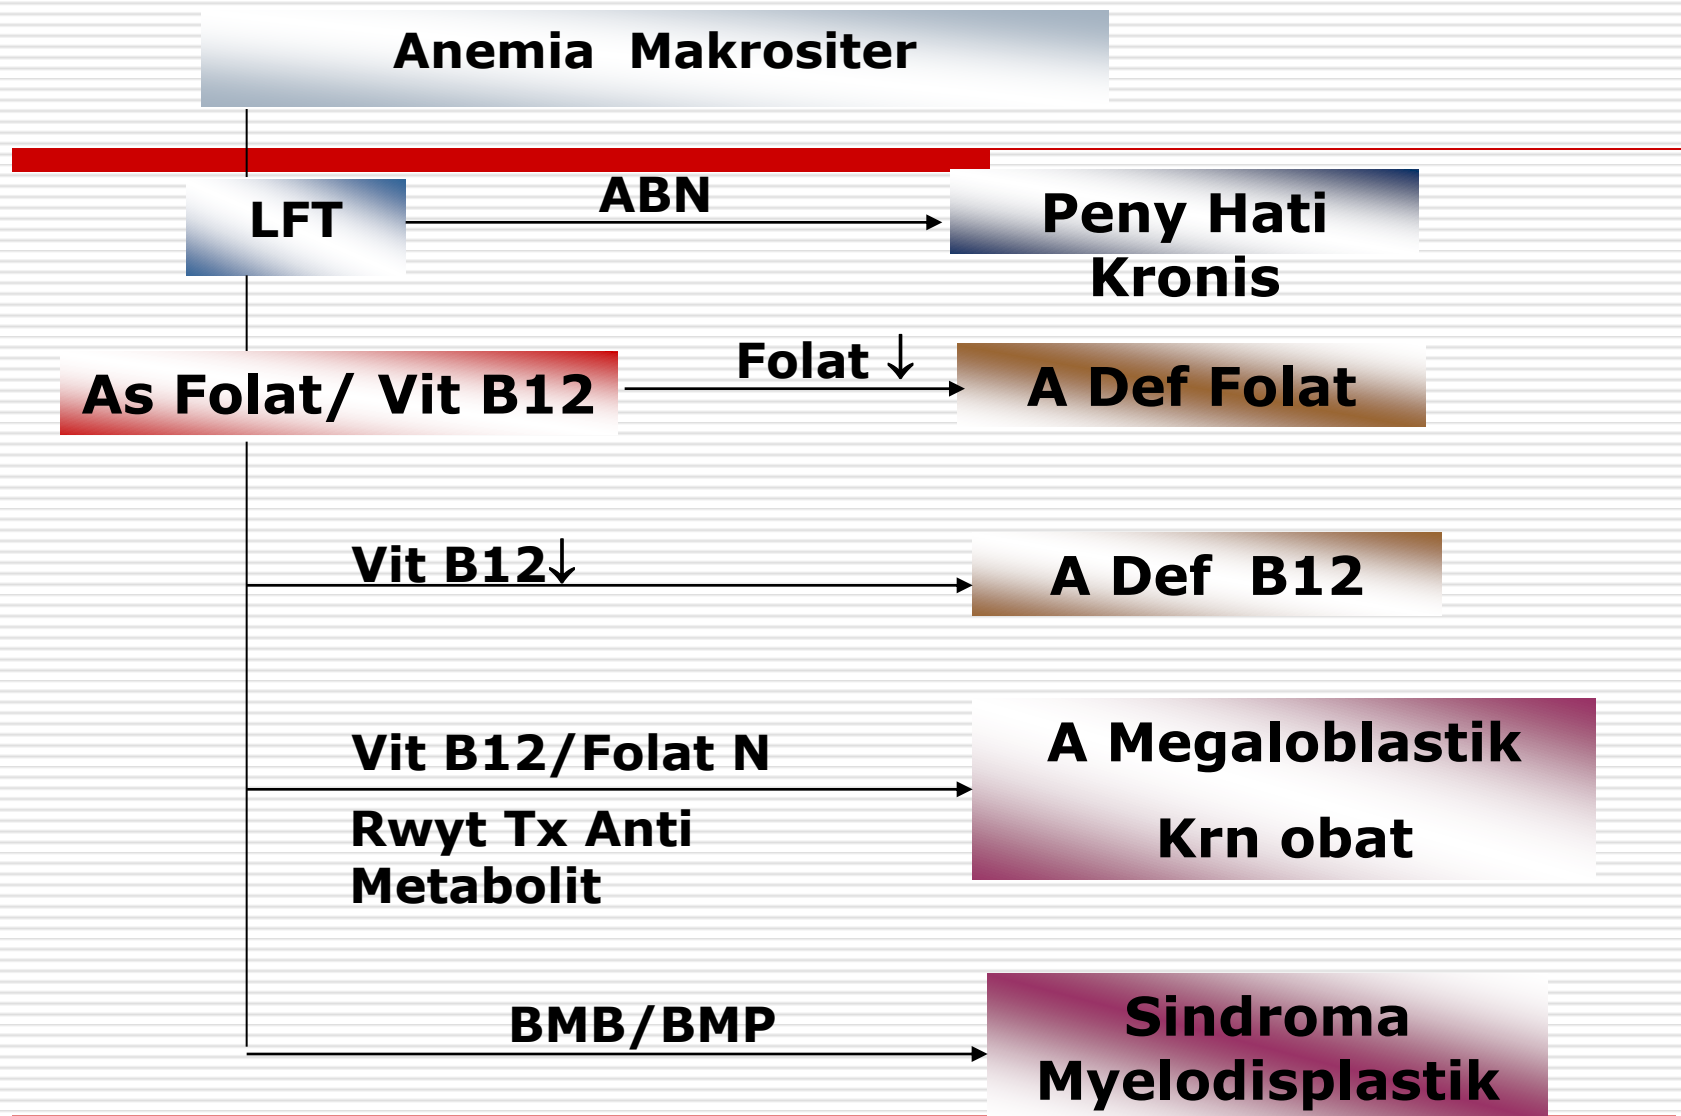 Anemia Makrositer
LFT
ABN
Peny Hati
Kronis
As Folat/ Vit B12
Folat ↓
A Def Folat
Vit B12↓
A Def B12
Vit B12/Folat N
Rwyt Tx Anti
Metabolit
A Megaloblastik
Krn obat
BMB/BMP
Sindroma
Myelodisplastik